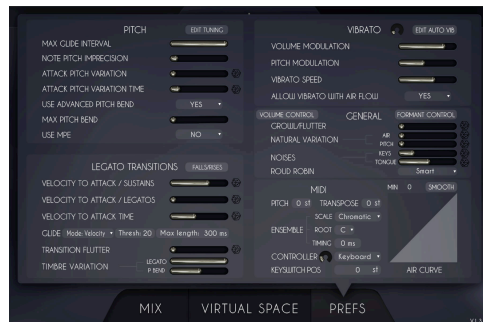 PITCH
EDIT TUNING
MAX GLIDE INTERVAL
NOTE PITCH IMPRECISION
ATTACK PITCH VARIATION
ATTACK PITCH VARIATION TIME
USE ADVANCED PITCH BEND YES
MAX PITCH BEND
USE MPE NO
LEGATO TRANSITIONS
FALLS/RISES
VELOCITY TO ATTACK / SUSTAINS
VELOCITY TO ATTACK / LEGATOS
VELOCITY TO ATTACK TIME
GLIDE Mode: Velocity Thresh: 20 Max length: 300 ms
TRANSITION FLUTTER
TIMBRE VARIATION LEGATO
P BEND
VIBRATO
EDIT AUTO VIB
VOLUME MODULATION
PITCH MODULATION
VIBRATO SPEED
ALLOW VIBRATO WITH AIR FLOW YES
VOLUME CONTROL GENERAL FORMANT CONTROL
GROWL/FLUTTER
NATURAL VARIATION AIR
PITCH
NOISES KEYS
TONGUE
ROUD ROBIN Smart
MIDI
PITCH 0 st TRANSPOSE 0 st
ENSEMBLE SCALE Chromatic
ROOT C
TIMING 0 ms
CONTROLLER Keyboard
KEYSWITCH POS 0 st
MIN 0 SMOOTH
AIR CURVE
MIX VIRTUAL SPACE PREFS
V1.3